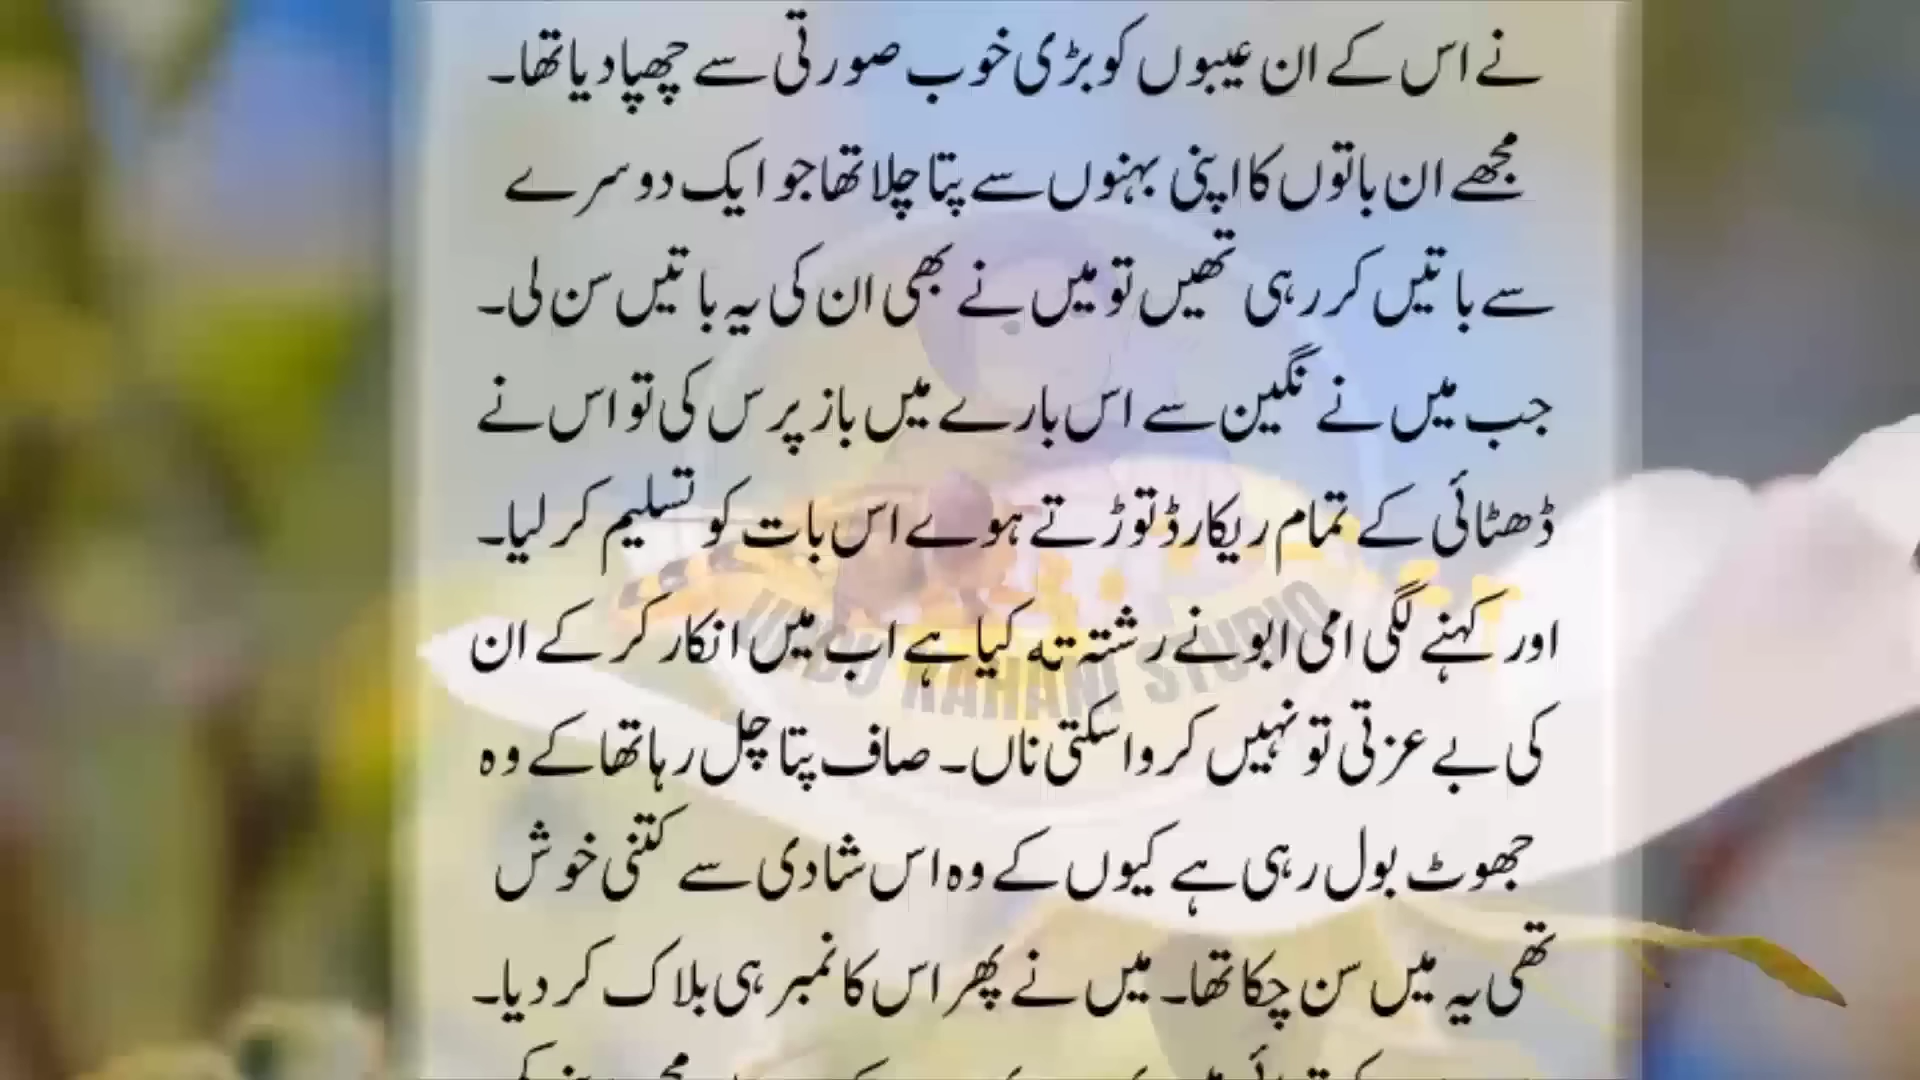 نے اس کے ان عیبوں کو بڑی خوب صورتی سے چھپا دیا تھا۔
مجھے ان باتوں کا اپنی بہنوں سے پتا چلا تھا جو ایک دوسرے
سے باتیں کر رہی تھیں تو میں نے بھی ان کی یہ باتیں سن لی۔
جب میں نے نگین سے اس بارے میں باز پرس کی تو اس نے
ڈھٹائی کے تمام ریکارڈ توڑتے ہوے اس بات کو تسلیم کر لیا۔
اور کہنے لگی امی ابو نے رشتہ تہ کیا ہے اب میں انکار کر کے ان
کی بے عزتی تو نہیں کروا سکتی ناں۔ صاف پتا چل رہا تھا کے وہ
جھوٹ بول رہی ہے کیوں کے وہ اس شادی سے کتنی خوش
تھی یہ میں سن چکا تھا۔ میں نے پھر اس کا نمبر ہی بلاک کر دیا۔
URDU KAHANI STUDIO